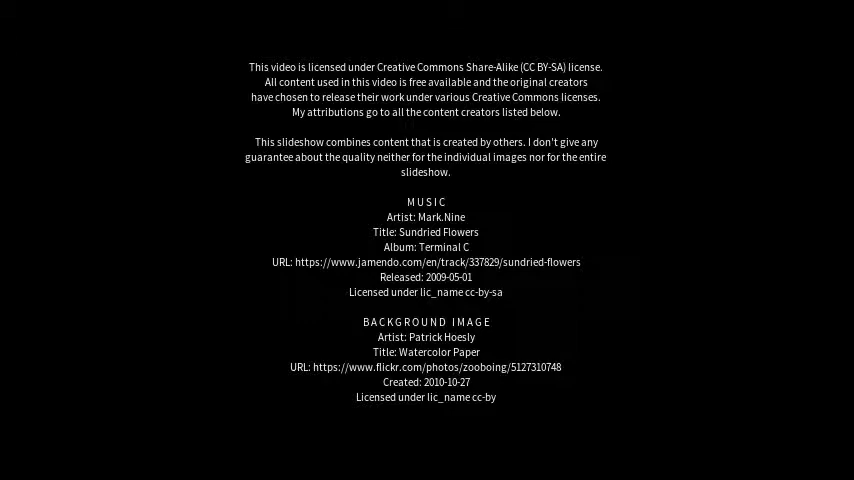 This video is licensed under Creative Commons Share-Alike (CC BY-SA) license.
All content used in this video is free available and the original creators
have chosen to release their work under various Creative Commons licenses.
My attributions go to all the content creators listed below.
This slideshow combines content that is created by others. I don't give any
guarantee about the quality neither for the individual images nor for the entire
slideshow.
MUSIC
Artist: Mark.Nine
Title: Sundried Flowers
Album: Terminal C
URL: https://www.jamendo.com/en/track/337829/sundried-flowers
Released: 2009-05-01
Licensed under lic_name cc-by-sa
BACKGROUND IMAGE
Artist: Patrick Hoesly
Title: Watercolor Paper
URL: https://www.flickr.com/photos/zooboing/5127310748
Created: 2010-10-27
Licensed under lic_name cc-by